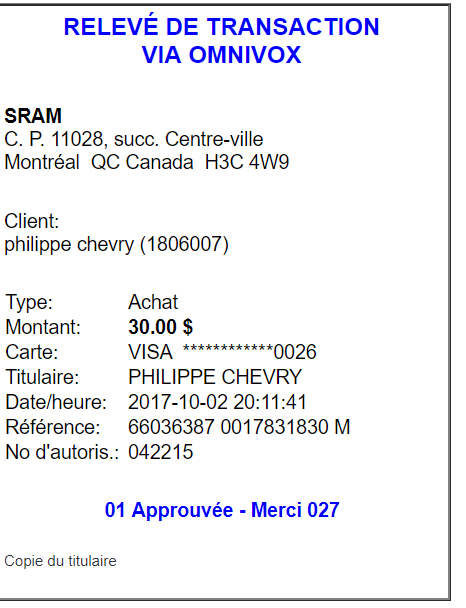 RELEVÉ DE TRANSACTION
VIA OMNIVOX
SRAM
C. P. 11028, succ. Centre-ville
Montréal QC Canada H3C 4W9
Client:
philippe chevry (1806007)
Type: Achat
Montant: 30.00 $
Carte: VISA ************0026
Titulaire: PHILIPPE CHEVRY
Date/heure: 2017-10-02 20:11:41
Référence: 66036387 0017831830 M
No d'autoris.: 042215
01 Approuvée - Merci 027
Copie du titulaire